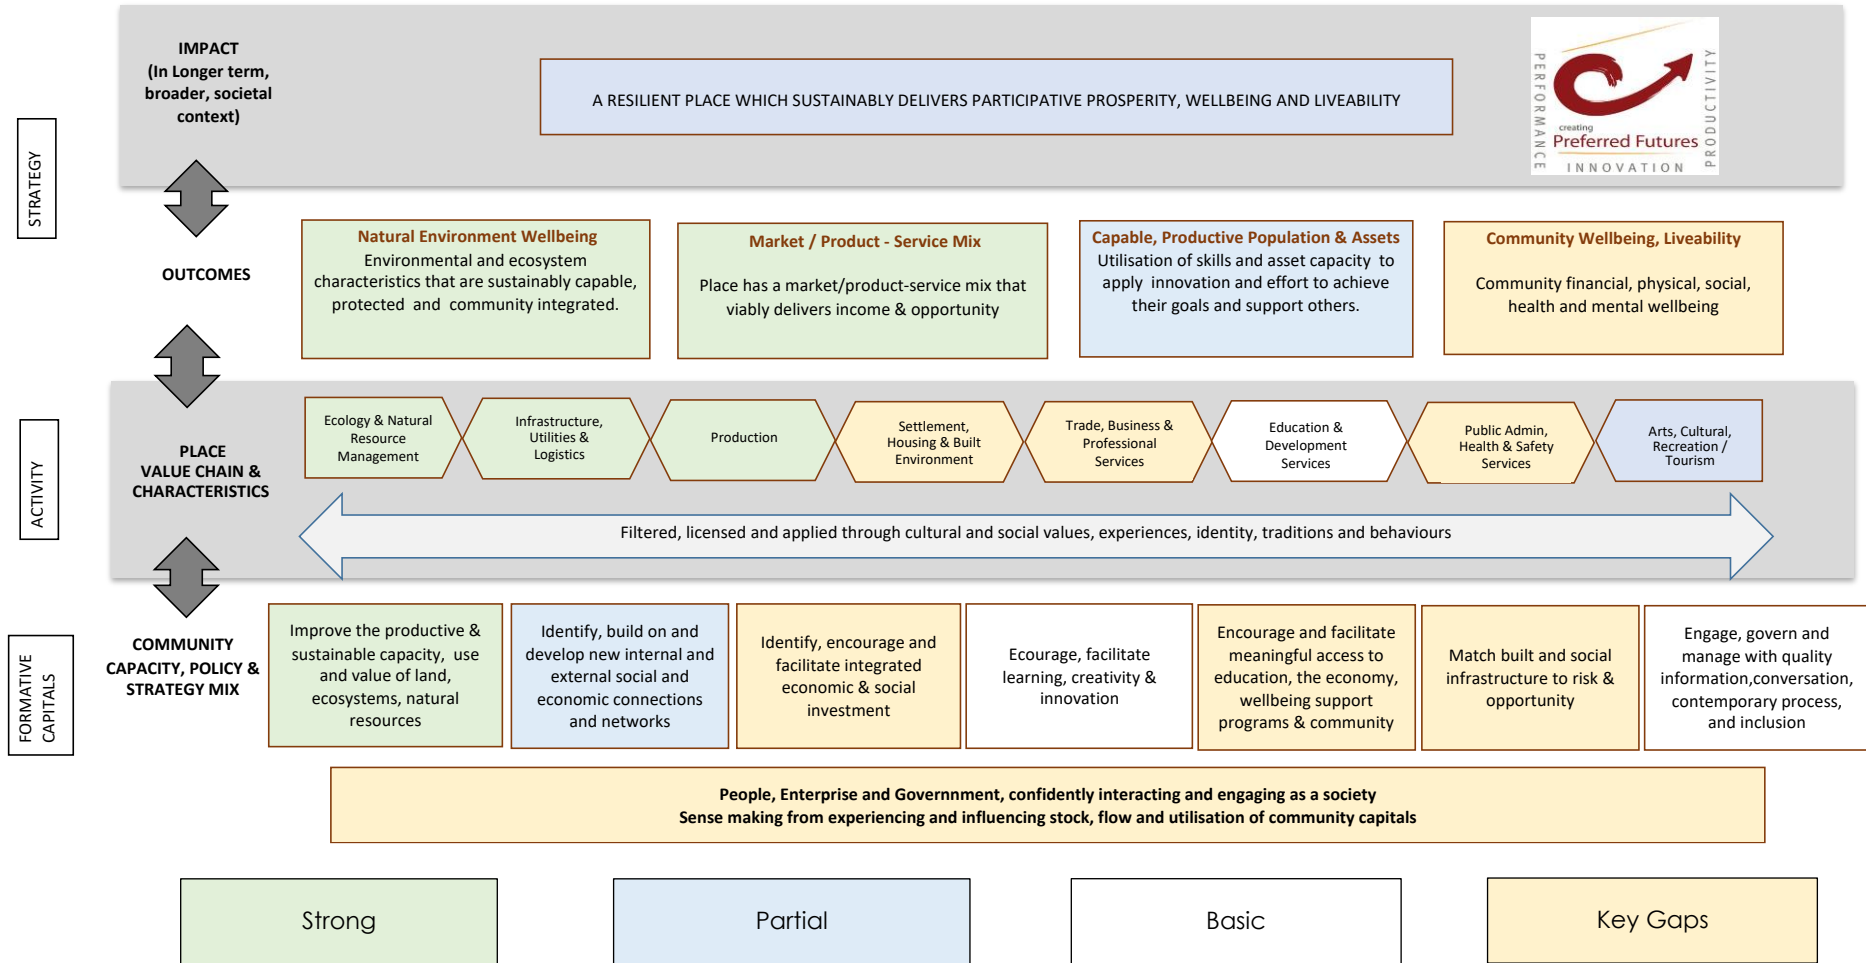 IMPACT
(In Longer term,
broader, societal
context)
A RESILIENT PLACE WHICH SUSTAINABLY DELIVERS PARTICIPATIVE PROSPERITY, WELLBEING AND LIVEABILITY
PERFORMANCE
creating
Preferred Futures
INNOVATION
PRODUCTIVITY
STRATEGY
OUTCOMES
Natural Environment Wellbeing
Environmental and ecosystem
characteristics that are sustainably capable,
protected and community integrated.
Market / Product - Service Mix
Place has a market/product-service mix that
viably delivers income & opportunity
Capable, Productive Population & Assets
Utilisation of skills and asset capacity to
apply innovation and effort to achieve
their goals and support others.
Community Wellbeing, Liveability
Community financial, physical, social,
health and mental wellbeing
ACTIVITY
PLACE
VALUE CHAIN &
CHARACTERISTICS
Ecology & Natural
Resource
Management
Infrastructure,
Utilities &
Logistics
Production
Settlement,
Housing & Built
Environment
Trade, Business &
Professional
Services
Education &
Development
Services
Public Admin,
Health & Safety
Services
Arts, Cultural,
Recreation /
Tourism
Filtered, licensed and applied through cultural and social values, experiences, identity, traditions and behaviours
FORMATIVE
CAPITALS
COMMUNITY
CAPACITY, POLICY &
STRATEGY MIX
Improve the productive &
sustainable capacity, use
and value of land,
ecosystems, natural
resources
Identify, build on and
develop new internal and
external social and
economic connections
and networks
Identify, encourage and
facilitate integrated
economic & social
investment
Ecourage, facilitate
learning, creativity &
innovation
Encourage and facilitate
meaningful access to
education, the economy,
wellbeing support
programs & community
Match built and social
infrastructure to risk &
opportunity
Engage, govern and
manage with quality
information,conversation,
contemporary process,
and inclusion
People, Enterprise and Governnment, confidently interacting and engaging as a society
Sense making from experiencing and influencing stock, flow and utilisation of community capitals
Strong
Partial
Basic
Key Gaps